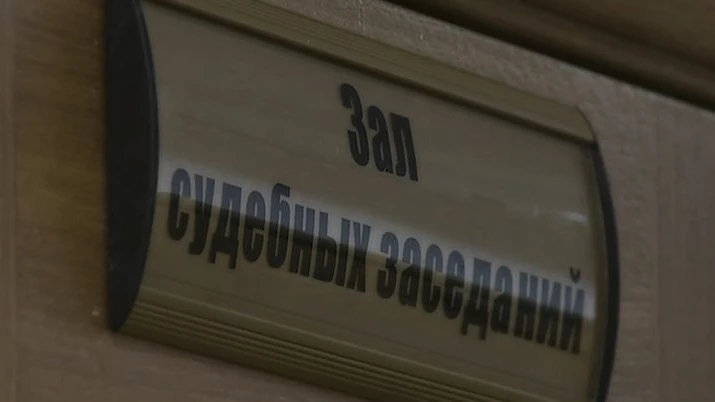 Зал
судебных заседаний